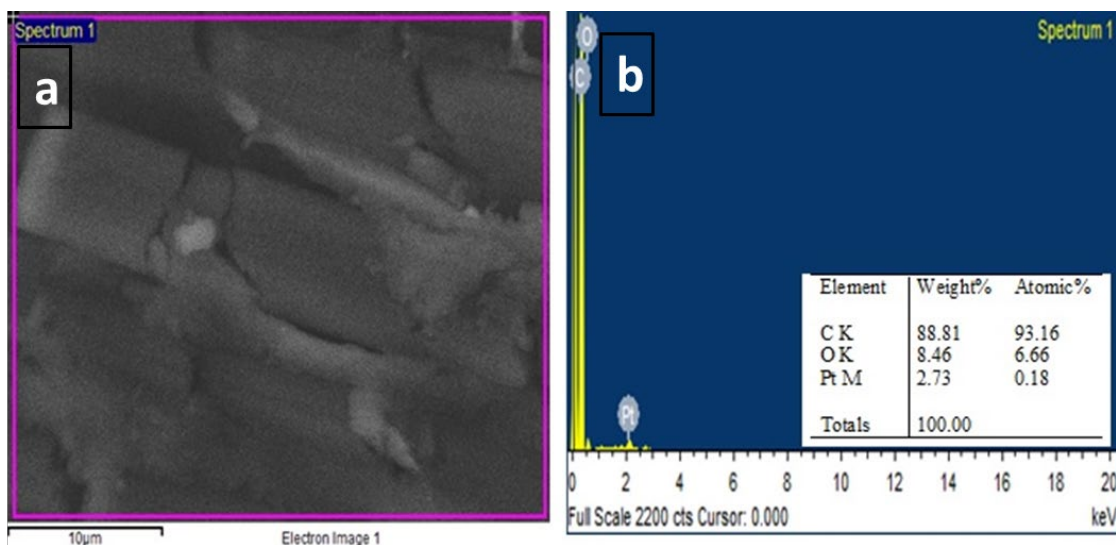 Spectrum 1
a
10µm
Electron Image 1
O
C
b
Spectrum 1
Pt
Element Weight% Atomic%
C K 88.81 93.16
O K 8.46 6.66
Pt M 2.73 0.18
Totals 100.00
0 2 4 6 8 10 12 14 16 18 20
Full Scale 2200 cts Cursor: 0.000 keV